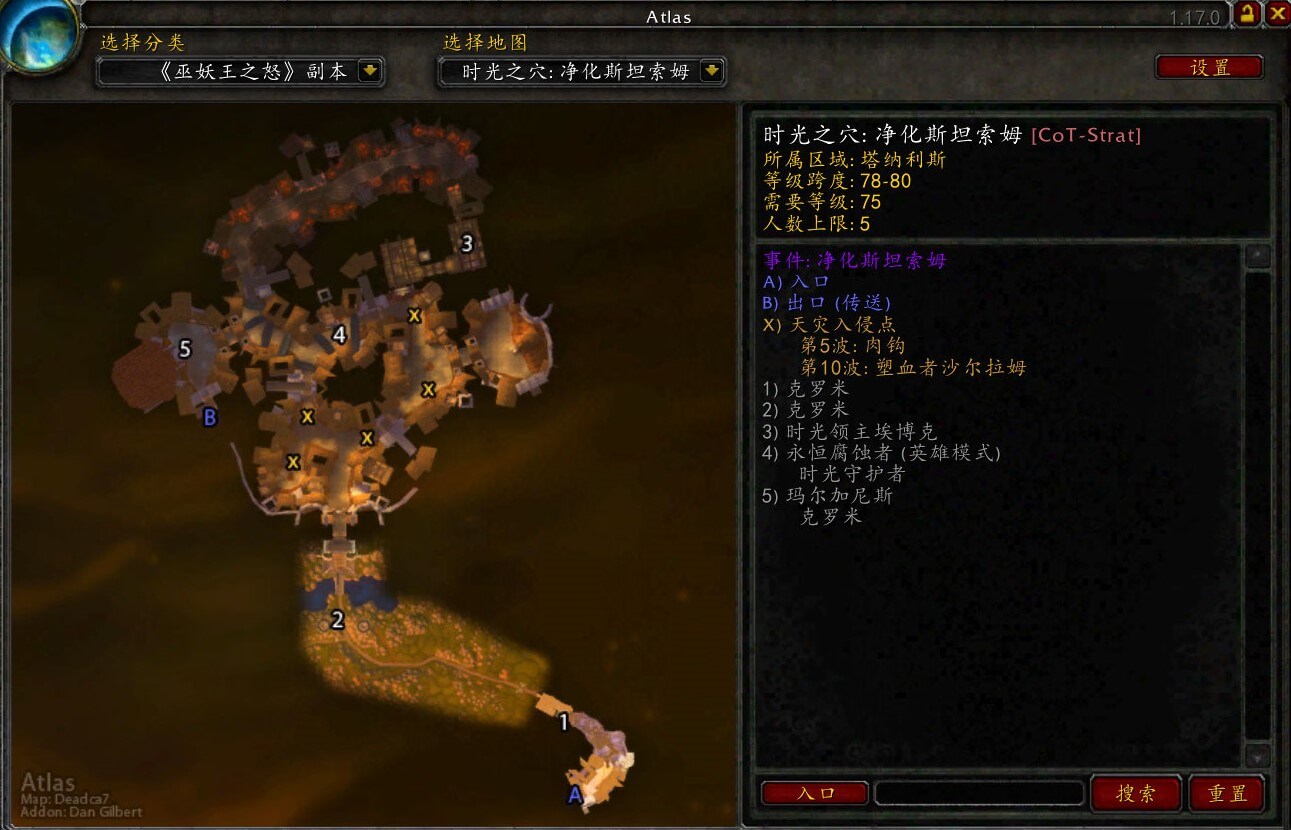 Atlas
1.17.0
选择分类
选择地图
《巫妖王之怒》副本
时光之穴: 净化斯坦索姆
设置
时光之穴: 净化斯坦索姆 [CoT-Strat]
所属区域: 塔纳利斯
等级跨度: 78-80
需要等级: 75
人数上限: 5
事件: 净化斯坦索姆
A) 入口
B) 出口 (传送)
X) 天灾入侵点
第5波: 肉钩
第10波: 塑血者沙尔拉姆
1) 克罗米
2) 克罗米
3) 时光领主埃博克
4) 永恒腐蚀者 (英雄模式)
时光守护者
5) 玛尔加尼斯
克罗米
3
X
4
5
X
B
X
X
X
2
1
A
Atlas
Map: Deadca7
Addon: Dan Gilbert
入口
搜索
重置